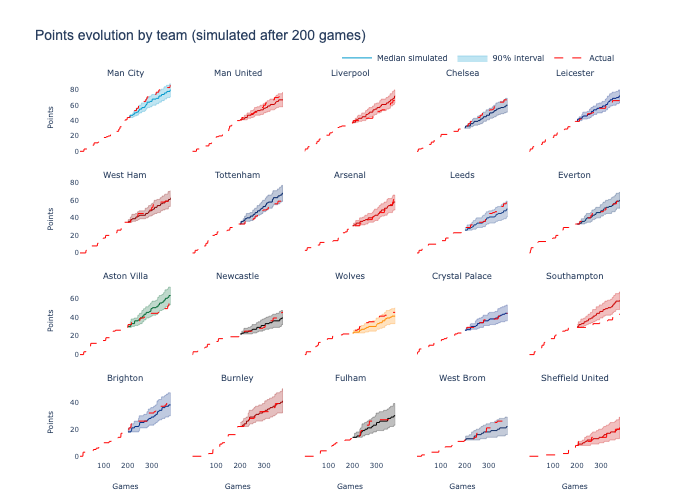 Points evolution by team (simulated after 200 games)
Median simulated 90% interval Actual
Man City Man United Liverpool Chelsea Leicester
80
60
40
20
0
Points
West Ham Tottenham Arsenal Leeds Everton
80
60
40
20
0
Points
Aston Villa Newcastle Wolves Crystal Palace Southampton
60
40
20
0
Points
Brighton Burnley Fulham West Brom Sheffield United
40
20
0
Points
100 200 300 100 200 300 100 200 300 100 200 300 100 200 300
Games Games Games Games Games